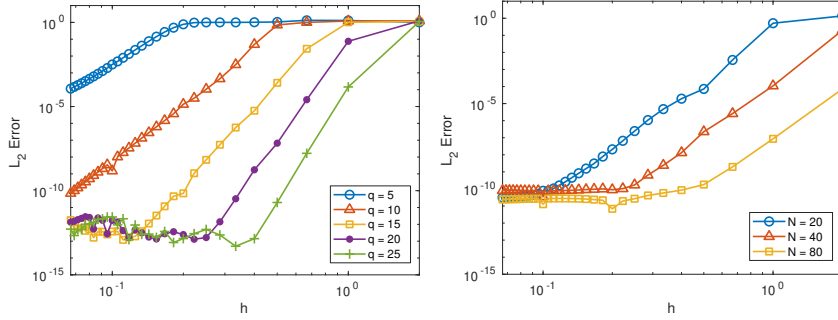 10^0
10^-5
10^-10
10^-15
L_2 Error
10^-1
10^0
h
q = 5
q = 10
q = 15
q = 20
q = 25
10^0
10^-5
10^-10
10^-15
L_2 Error
10^-1
10^0
h
N = 20
N = 40
N = 80